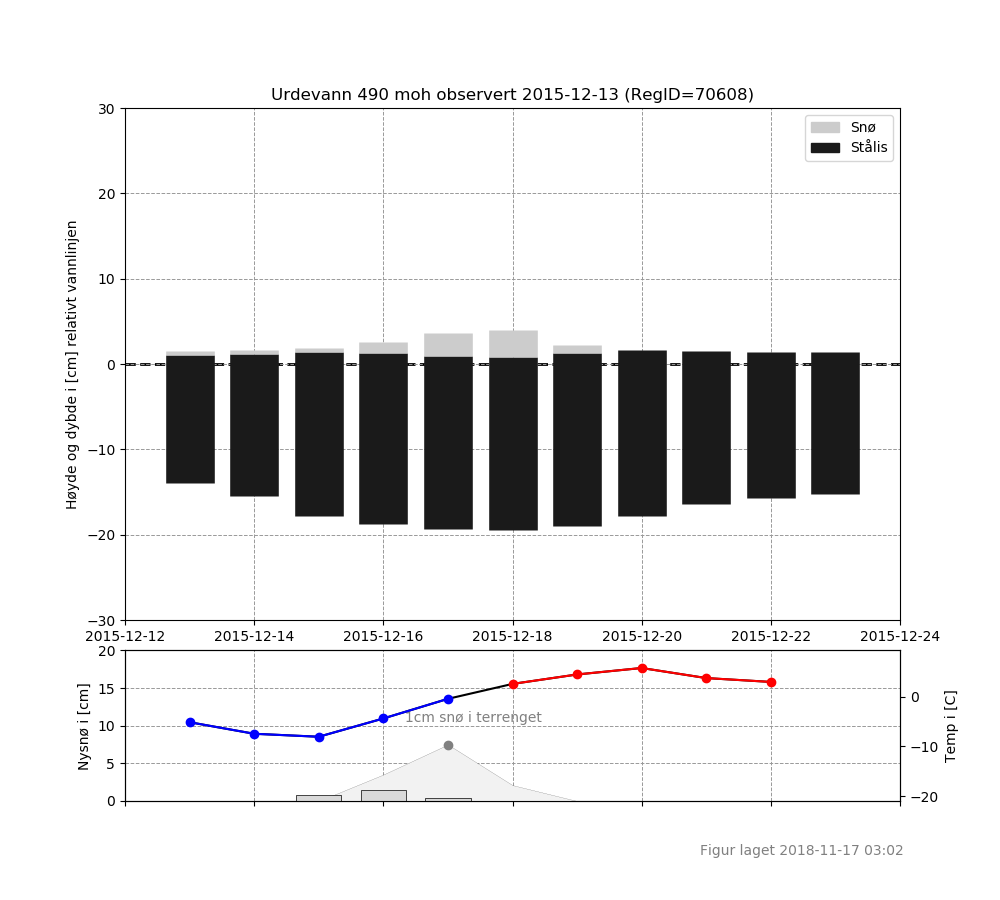 Urdevann 490 moh observert 2015-12-13 (RegID=70608)
30
20
10
0
−10
−20
−30
Høyde og dybde i [cm] relativt vannlinjen
Snø
Stålis
2015-12-12
2015-12-14
2015-12-16
2015-12-18
2015-12-20
2015-12-22
2015-12-24
20
15
10
5
0
Nysnø i [cm]
1cm snø i terrenget
0
−10
−20
Temp i [C]
Figur laget 2018-11-17 03:02